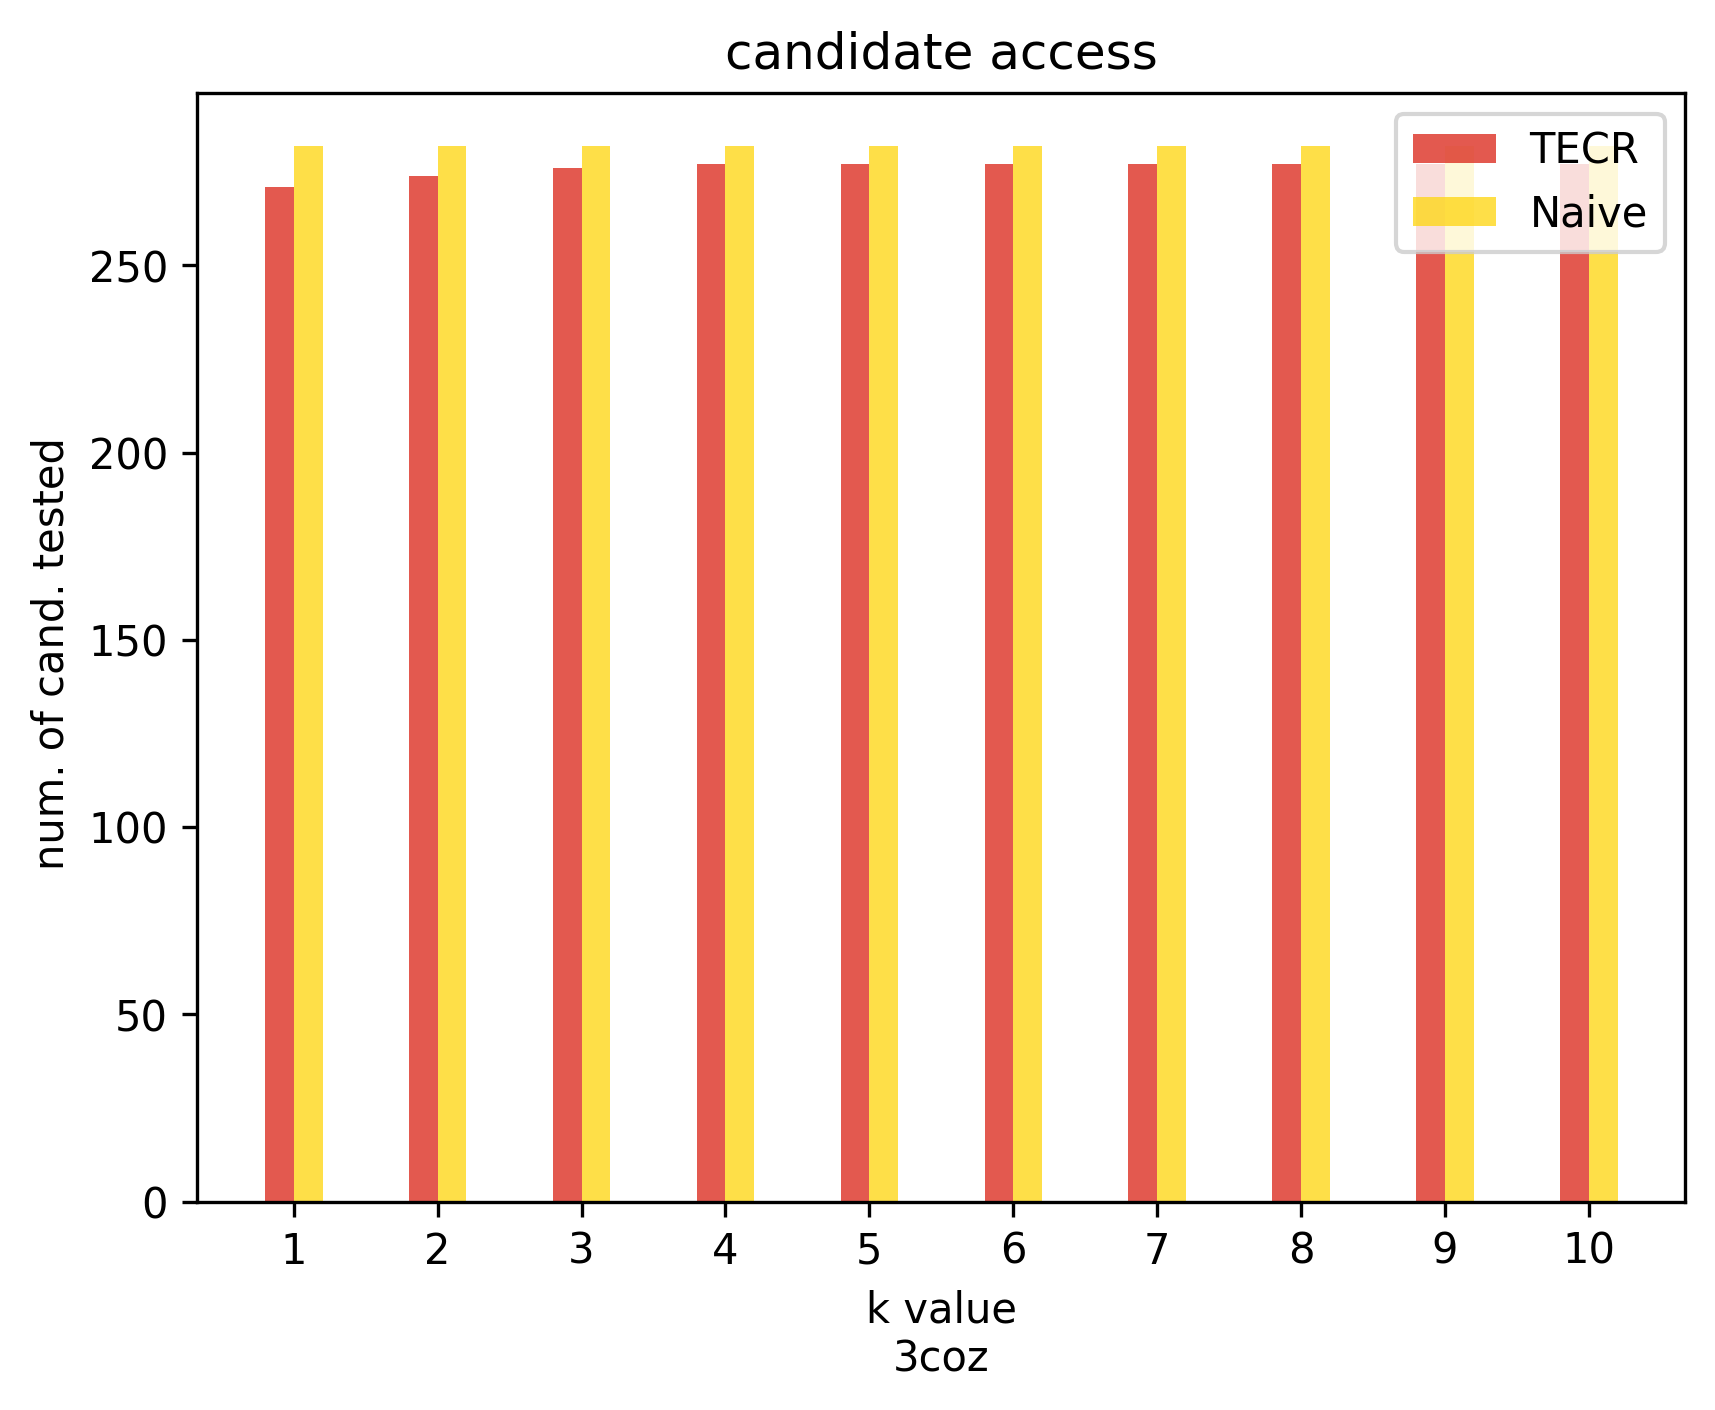 candidate access
TECR
Naive
num. of cand. tested
250
200
150
100
50
0
1 2 3 4 5 6 7 8 9 10
k value
3coz